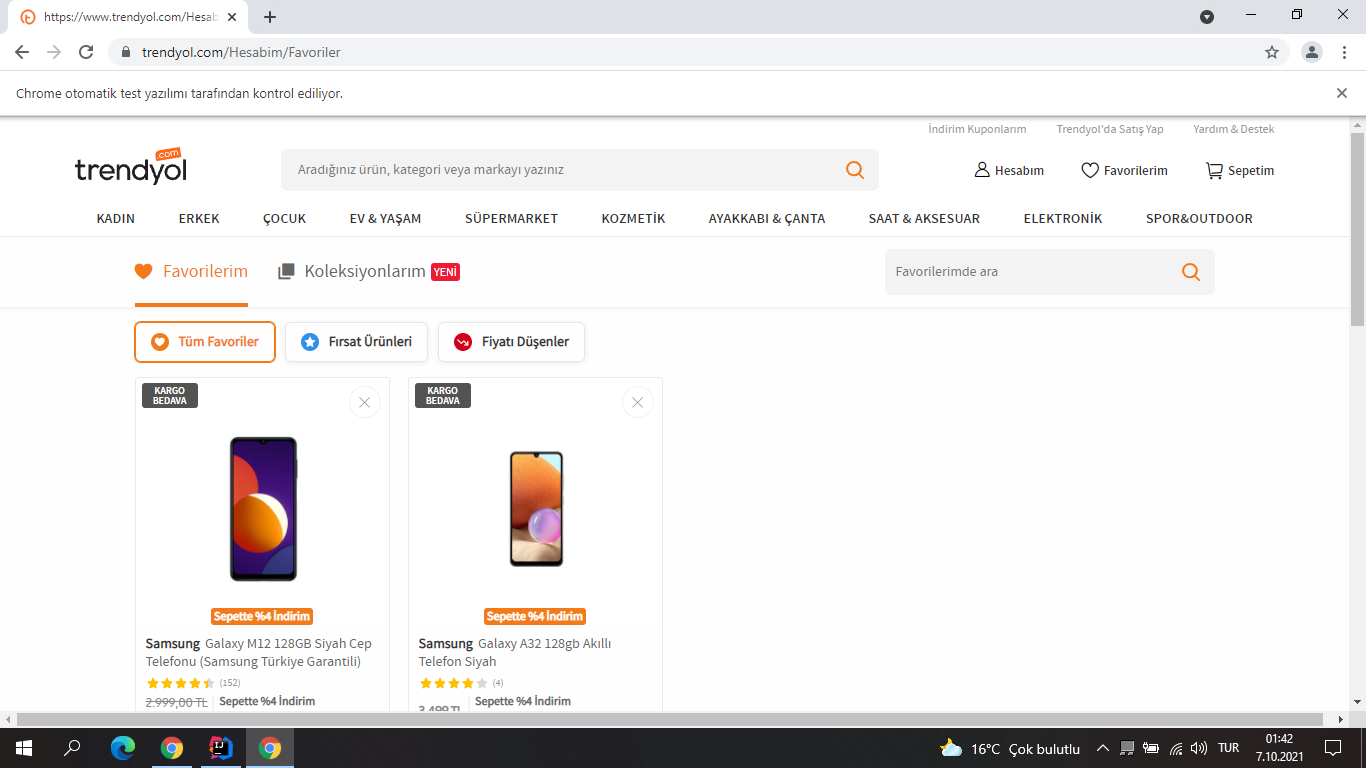 https://www.trendyol.com/Hesab
trendyol.com/Hesabim/Favoriler
Chrome otomatik test yazılımı tarafından kontrol ediliyor.
İndirim Kuponlarım Trendyol'da Satış Yap Yardım & Destek
trendyol .com
Aradığınız ürün, kategori veya markayı yazınız
Hesabım Favorilerim Sepetim
KADIN ERKEK ÇOCUK EV & YAŞAM SÜPERMARKET KOZMETİK AYAKKABI & ÇANTA SAAT & AKSESUAR ELEKTRONİK SPOR&OUTDOOR
Favorilerim Koleksiyonlarım YENİ Favorilerimde ara
Tüm Favoriler Fırsat Ürünleri Fiyatı Düşenler
KARGO BEDAVA
Sepette %4 İndirim
Samsung Galaxy M12 128GB Siyah Cep
Telefonu (Samsung Türkiye Garantili)
(152)
2.999,00 TL Sepette %4 İndirim
KARGO BEDAVA
Sepette %4 İndirim
Samsung Galaxy A32 128gb Akıllı
Telefon Siyah
(4)
3.499 TL Sepette %4 İndirim
16°C Çok bulutlu TUR 01:42
7.10.2021